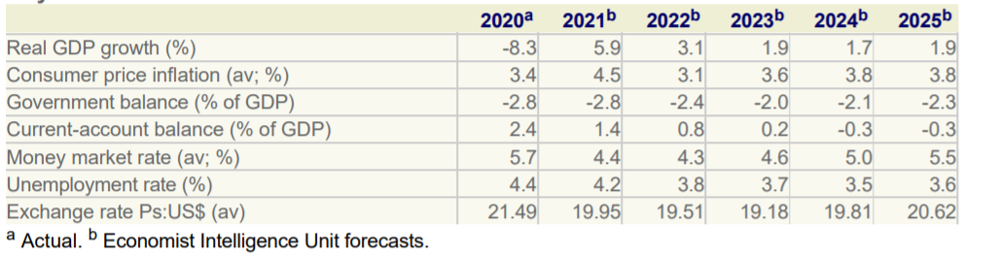 2020a 2021b 2022b 2023b 2024b 2025b
Real GDP growth (%) -8.3 5.9 3.1 1.9 1.7 1.9
Consumer price inflation (av; %) 3.4 4.5 3.1 3.6 3.8 3.8
Government balance (% of GDP) -2.8 -2.8 -2.4 -2.0 -2.1 -2.3
Current-account balance (% of GDP) 2.4 1.4 0.8 0.2 -0.3 -0.3
Money market rate (av; %) 5.7 4.4 4.3 4.6 5.0 5.5
Unemployment rate (%) 4.4 4.2 3.8 3.7 3.5 3.6
Exchange rate Ps:US$ (av) 21.49 19.95 19.51 19.18 19.81 20.62
a Actual. b Economist Intelligence Unit forecasts.